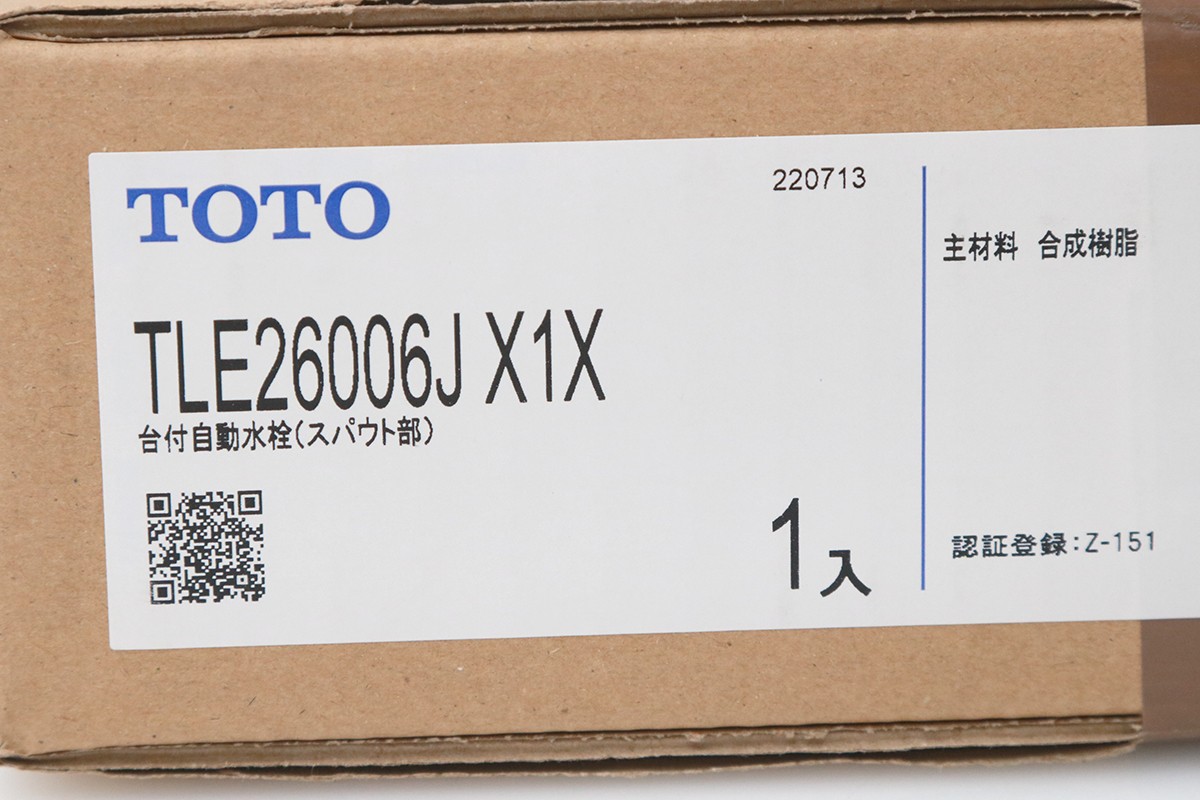 TOTO
220713
TLE26006J X1X
台付自動水栓(スパウト部)
1入
主材料 合成樹脂
認証登録:Z-151